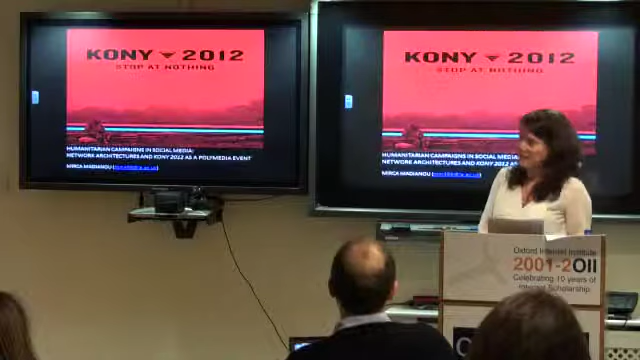 KONY 2012
STOP AT NOTHING
HUMANITARIAN CAMPAIGNS IN SOCIAL MEDIA:
NETWORK ARCHITECTURES AND KONY 2012 AS A POLYMEDIA EVENT
MIRCA MADIANOU
KONY 2012
STOP AT NOTHING
HUMANITARIAN CAMPAIGNS IN SOCIAL MEDIA:
NETWORK ARCHITECTURES AND KONY 2012 AS
MIRCA MADIANOU
Oxford Internet Institute
2001-2OII
Celebrating 10 years of
Internet Scholarship